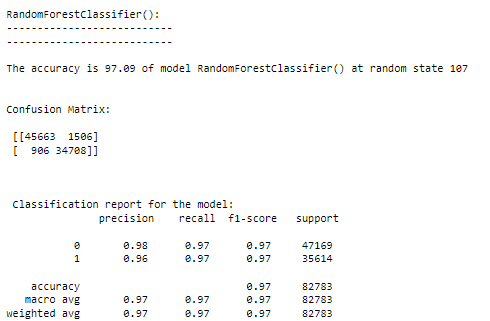 RandomForestClassifier():
---------------------------
---------------------------
The accuracy is 97.09 of model RandomForestClassifier() at random state 107
Confusion Matrix:
[[45663  1506]
[  906 34708]]
Classification report for the model:
precision    recall  f1-score   support
0       0.98      0.97      0.97     47169
1       0.96      0.97      0.97     35614
accuracy                           0.97     82783
macro avg       0.97      0.97      0.97     82783
weighted avg       0.97      0.97      0.97     82783